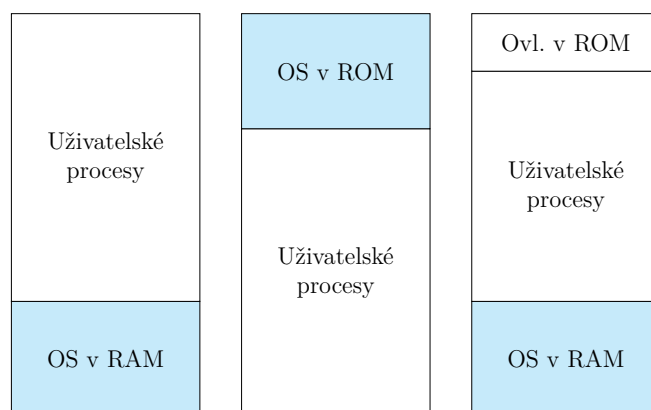 Uživatelské
procesy
OS v RAM
OS v ROM
Uživatelské
procesy
Ovl. v ROM
Uživatelské
procesy
OS v RAM